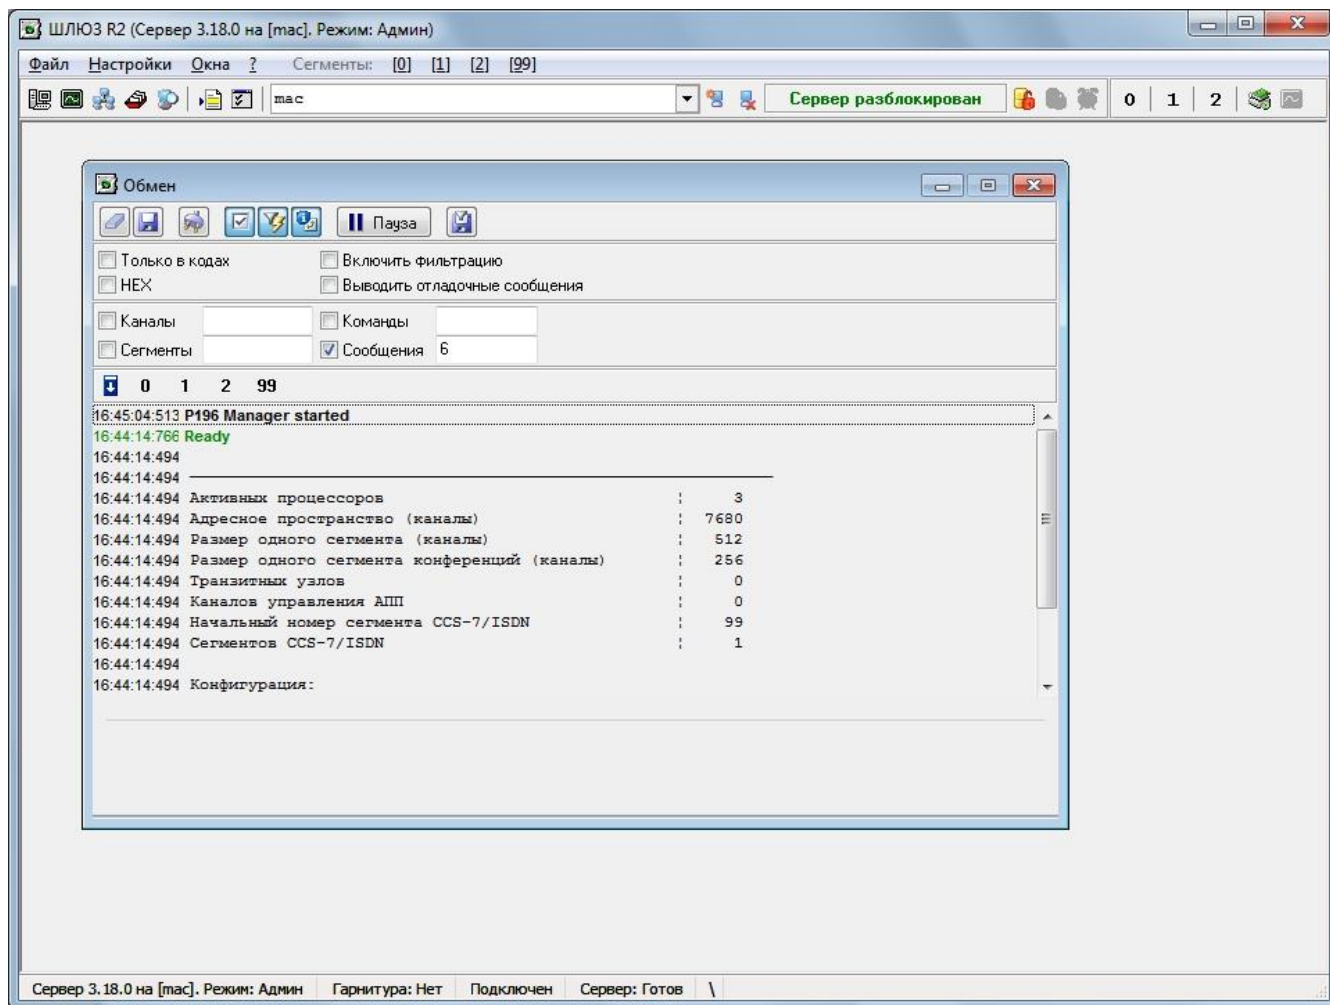 ШЛЮЗ R2 (Сервер 3.18.0 на [mac]. Режим: Админ)
Файл Настройки Окна ? Сегменты: [0] [1] [2] [99]
mac Сервер разблокирован 0 1 2
Обмен
Пауза
Только в кодах Включить фильтрацию
HEX Выводить отладочные сообщения
Каналы Команды
Сегменты Сообщения 6
0 1 2 99
16:45:04:513 P196 Manager started
16:44:14:766 Ready
16:44:14:494
16:44:14:494
16:44:14:494 Активных процессоров ¦ 3
16:44:14:494 Адресное пространство (каналы) ¦ 7680
16:44:14:494 Размер одного сегмента (каналы) ¦ 512
16:44:14:494 Размер одного сегмента конференций (каналы) ¦ 256
16:44:14:494 Транзитных узлов ¦ 0
16:44:14:494 Каналов управления АПП ¦ 0
16:44:14:494 Начальный номер сегмента CCS-7/ISDN ¦ 99
16:44:14:494 Сегментов CCS-7/ISDN ¦ 1
16:44:14:494
16:44:14:494 Конфигурация:
Сервер 3.18.0 на [mac]. Режим: Админ Гарнитура: Нет Подключен Сервер: Готов \